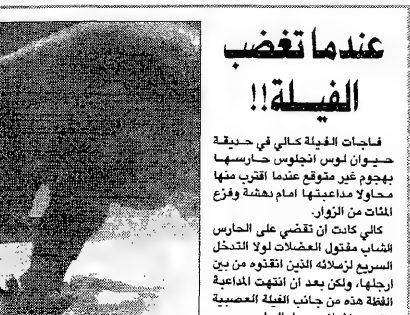 عندما تغضب
الفيلة!!
فاجأت الفيلة كالي في حديقة
حيوان لوس انجلوس حارسها
بهجوم غير متوقع عندما اقترب منها
محاولا مداعبتها امام دهشة وفزع
المئات من الزوار.
كالي كادت ان تقضي على الحارس
الشاب مفتول العضلات لولا التدخل
السريع لزملائه الذين انقذوه من بين
ارجلها، ولكن بعد أن انتهت المداعبة
الفظة هذه من جانب الفيلة العصبية